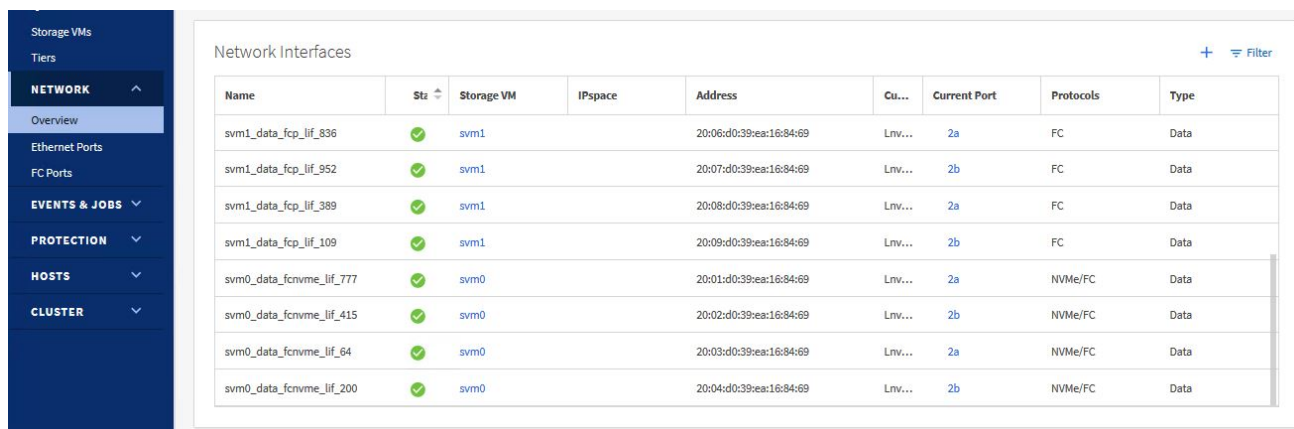 Storage VMs
Tiers
NETWORK
Overview
Ethernet Ports
FC Ports
EVENTS & JOBS
PROTECTION
HOSTS
CLUSTER
Network Interfaces
+ Filter
Name Sta Storage VM IPspace Address Cu... Current Port Protocols Type
svm1_data_fcp_lif_836 svm1 20:06:d0:39:ea:16:84:69 Lnv... 2a FC Data
svm1_data_fcp_lif_952 svm1 20:07:d0:39:ea:16:84:69 Lnv... 2b FC Data
svm1_data_fcp_lif_389 svm1 20:08:d0:39:ea:16:84:69 Lnv... 2a FC Data
svm1_data_fcp_lif_109 svm1 20:09:d0:39:ea:16:84:69 Lnv... 2b FC Data
svm0_data_fcnvme_lif_777 svm0 20:01:d0:39:ea:16:84:69 Lnv... 2a NVMe/FC Data
svm0_data_fcnvme_lif_415 svm0 20:02:d0:39:ea:16:84:69 Lnv... 2b NVMe/FC Data
svm0_data_fcnvme_lif_64 svm0 20:03:d0:39:ea:16:84:69 Lnv... 2a NVMe/FC Data
svm0_data_fcnvme_lif_200 svm0 20:04:d0:39:ea:16:84:69 Lnv... 2b NVMe/FC Data